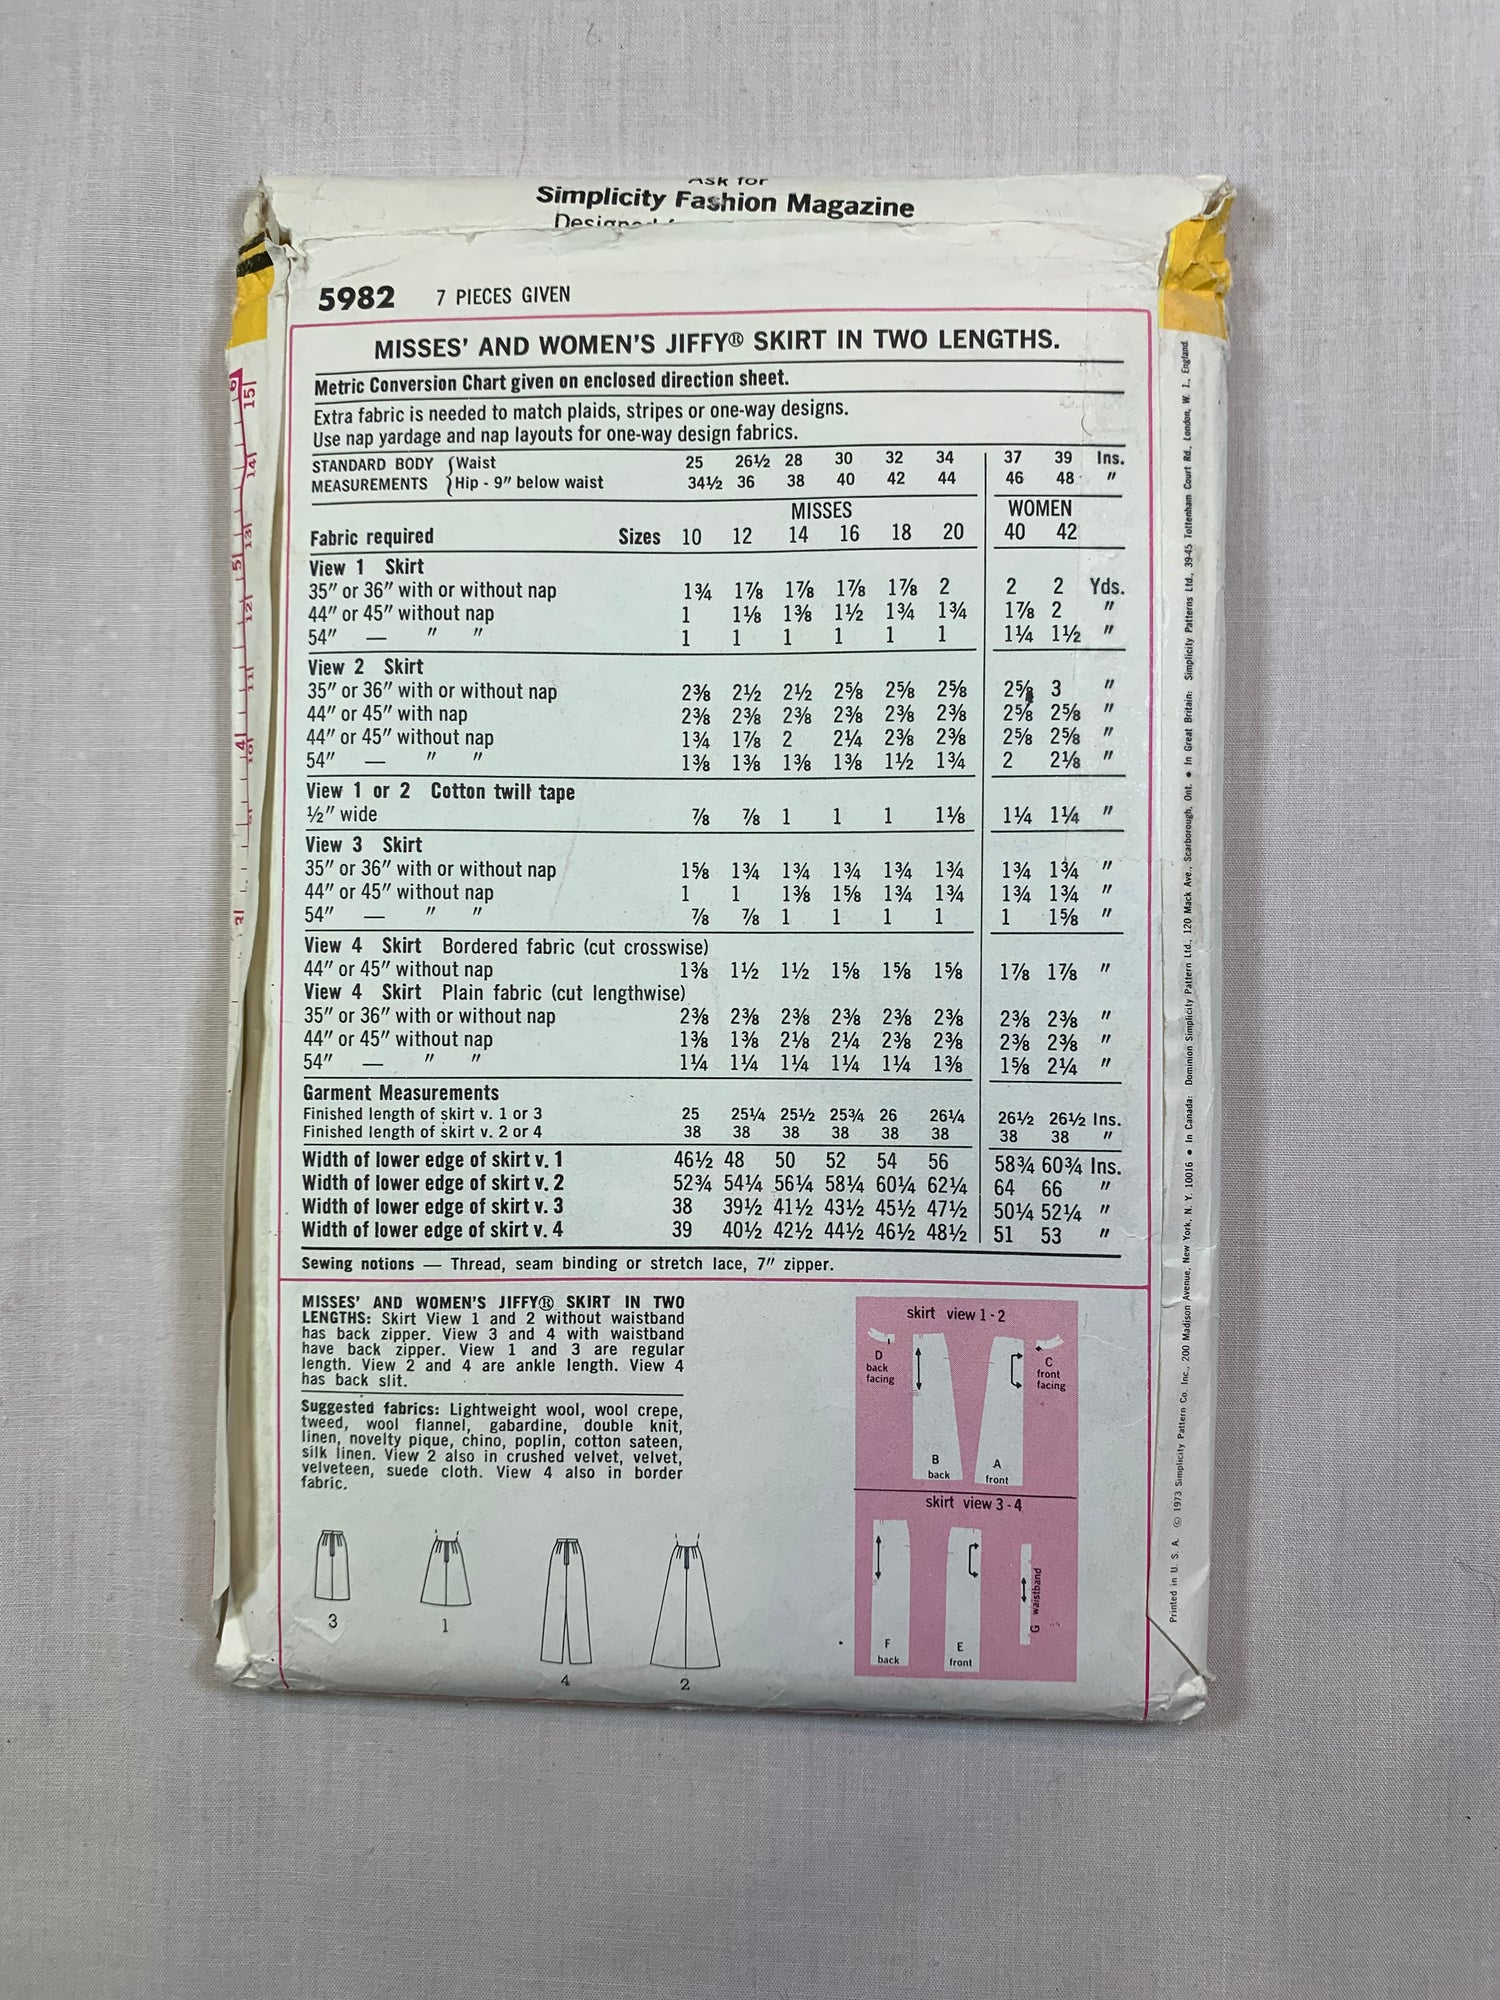 Ask for
Simplicity Fashion Magazine
5982 7 PIECES GIVEN
MISSES' AND WOMEN'S JIFFY® SKIRT IN TWO LENGTHS.
Metric Conversion Chart given on enclosed direction sheet.
Extra fabric is needed to match plaids, stripes or one-way designs.
Use nap yardage and nap layouts for one-way design fabrics.
STANDARD BODY { Waist 25 26½ 28 30 32 34 37 39 Ins.
MEASUREMENTS } Hip - 9" below waist 34½ 36 38 40 42 44 46 48 "
MISSES WOMEN
Fabric required Sizes 10 12 14 16 18 20 40 42
View 1 Skirt
35" or 36" with or without nap 1¾ 1⅞ 1⅞ 1⅞ 1⅞ 2 2 2 Yds.
44" or 45" without nap 1 1⅛ 1⅜ 1½ 1¾ 1¾ 1⅞ 2 "
54" — " " 1 1 1 1 1 1 1¼ 1½ "
View 2 Skirt
35" or 36" with or without nap 2⅜ 2½ 2½ 2⅝ 2⅝ 2⅝ 2⅝ 3 "
44" or 45" with nap 2⅜ 2⅜ 2⅜ 2⅜ 2⅜ 2⅜ 2⅝ 2⅝ "
44" or 45" without nap 1¾ 1⅞ 2 2¼ 2⅜ 2⅜ 2⅝ 2⅝ "
54" — " " 1⅜ 1⅜ 1⅜ 1⅜ 1½ 1¾ 2 2⅛ "
View 1 or 2 Cotton twill tape
½" wide ⅞ ⅞ 1 1 1 1⅛ 1¼ 1¼ "
View 3 Skirt
35" or 36" with or without nap 1⅝ 1¾ 1¾ 1¾ 1¾ 1¾ 1¾ 1¾ "
44" or 45" without nap 1 1 1⅜ 1⅝ 1¾ 1¾ 1¾ 1¾ "
54" — " " ⅞ ⅞ 1 1 1 1 1 1⅝ "
View 4 Skirt Bordered fabric (cut crosswise)
44" or 45" without nap 1⅜ 1½ 1½ 1⅝ 1⅝ 1⅝ 1⅞ 1⅞ "
View 4 Skirt Plain fabric (cut lengthwise)
35" or 36" with or without nap 2⅜ 2⅜ 2⅜ 2⅜ 2⅜ 2⅜ 2⅜ 2⅜ "
44" or 45" without nap 1⅜ 1⅜ 2⅛ 2¼ 2⅜ 2⅜ 2⅜ 2⅜ "
54" — " " 1¼ 1¼ 1¼ 1¼ 1¼ 1⅜ 1⅝ 2¼ "
Garment Measurements
Finished length of skirt v. 1 or 3 25 25¼ 25½ 25¾ 26 26¼ 26½ 26½ Ins.
Finished length of skirt v. 2 or 4 38 38 38 38 38 38 38 38 "
Width of lower edge of skirt v. 1 46½ 48 50 52 54 56 58¾ 60¾ Ins.
Width of lower edge of skirt v. 2 52¾ 54¼ 56¼ 58¼ 60¼ 62¼ 64 66 "
Width of lower edge of skirt v. 3 38 39½ 41½ 43½ 45½ 47½ 50¼ 52¼ "
Width of lower edge of skirt v. 4 39 40½ 42½ 44½ 46½ 48½ 51 53 "
Sewing notions — Thread, seam binding or stretch lace, 7" zipper.
MISSES' AND WOMEN'S JIFFY® SKIRT IN TWO
LENGTHS: Skirt View 1 and 2 without waistband
has back zipper. View 3 and 4 with waistband
have back zipper. View 1 and 3 are regular
length. View 2 and 4 are ankle length. View 4
has back slit.
Suggested fabrics: Lightweight wool, wool crepe,
tweed, wool flannel, gabardine, double knit,
linen, novelty pique, chino, poplin, cotton sateen,
silk linen. View 2 also in crushed velvet, velvet,
velveteen, suede cloth. View 4 also in border
fabric.
3
1
4
2
skirt view 1 - 2
D
back
facing
C
front
facing
B
back
A
front
skirt view 3 - 4
F
back
E
front
G waistband
Printed in U. S. A. © 1973 Simplicity Pattern Co. Inc., 200 Madison Avenue, New York, N. Y. 10016 • In Canada: Dominion Simplicity Pattern Ltd., 120 Mack Ave., Scarborough, Ont. • In Great Britain: Simplicity Patterns Ltd., 39-45 Tottenham Court Rd., London, W. 1., England.
15
14
13
5
12
11
4
10
3